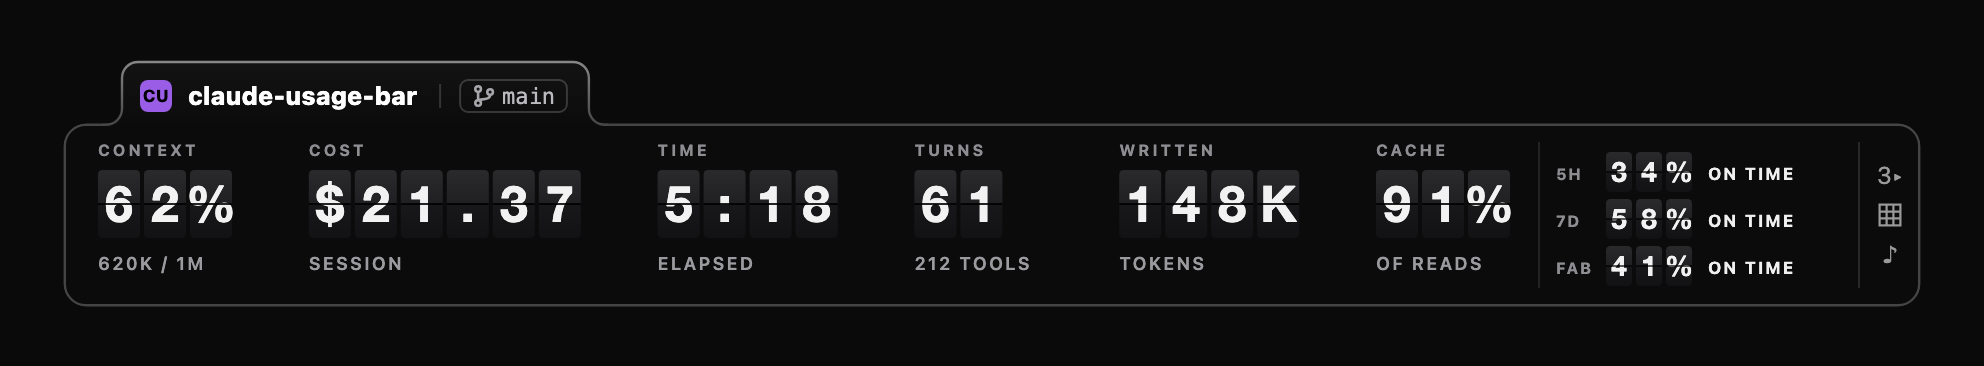 CU claude-usage-bar main
CONTEXT COST TIME TURNS WRITTEN CACHE
62% $21.37 5:18 61 148K 91%
620K / 1M SESSION ELAPSED 212 TOOLS TOKENS OF READS
5H 34% ON TIME
7D 58% ON TIME
FAB 41% ON TIME
3▸
♪